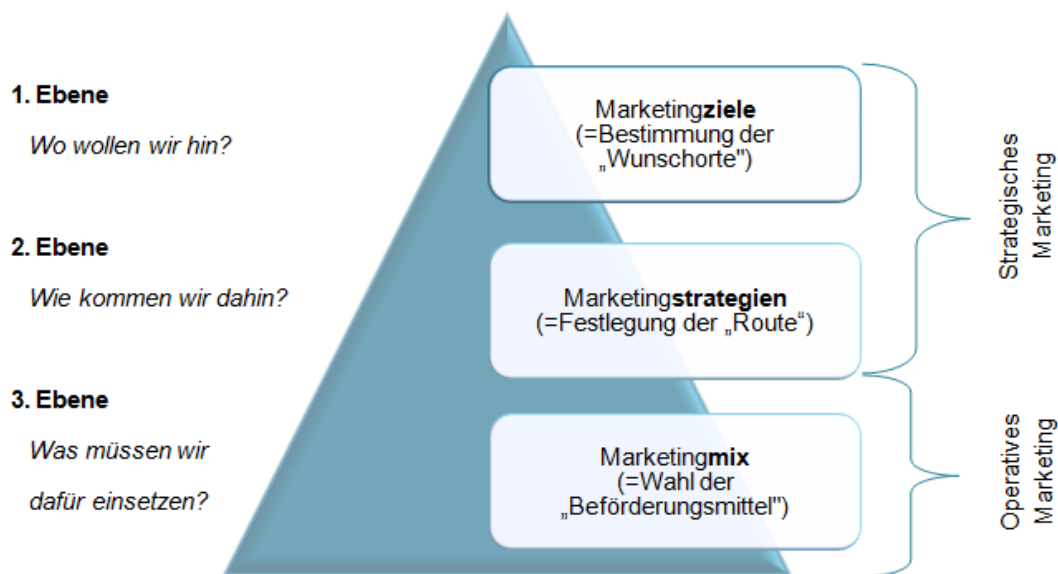 1. Ebene
Wo wollen wir hin?
Marketingziele
(=Bestimmung der
„Wunschorte")
2. Ebene
Wie kommen wir dahin?
Marketingstrategien
(=Festlegung der „Route“)
Strategisches
Marketing
3. Ebene
Was müssen wir
dafür einsetzen?
Marketingmix
(=Wahl der
„Beförderungsmittel")
Operatives
Marketing